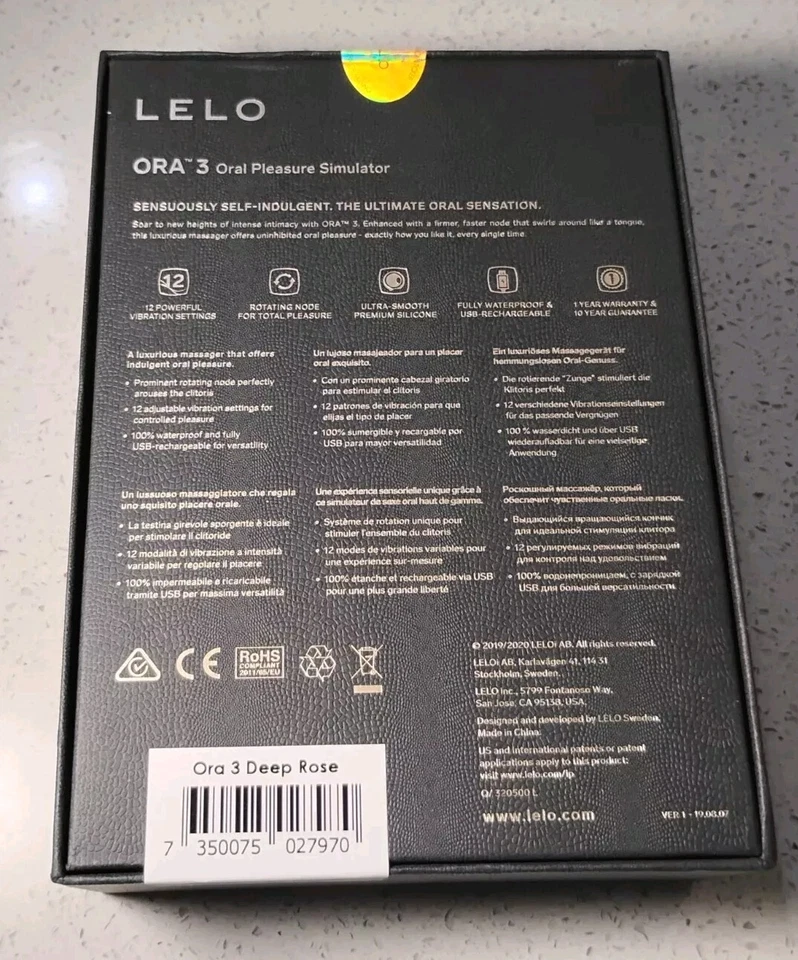 LELO
ORA™ 3 Oral Pleasure Simulator
SENSUOUSLY SELF-INDULGENT. THE ULTIMATE ORAL SENSATION.
Soar to new heights of intense intimacy with ORA™ 3. Enhanced with a firmer, faster node that swirls around like a tongue,
this luxurious massager offers uninhibited oral pleasure - exactly how you like it, every single time.
12
12 POWERFUL
VIBRATION SETTINGS
ROTATING NODE
FOR TOTAL PLEASURE
ULTRA-SMOOTH
PREMIUM SILICONE
FULLY WATERPROOF &
USB-RECHARGEABLE
1
1 YEAR WARRANTY &
10 YEAR GUARANTEE
A luxurious massager that offers
indulgent oral pleasure.
• Prominent rotating node perfectly
arouses the clitoris
• 12 adjustable vibration settings for
controlled pleasure
• 100% waterproof and fully
USB-rechargeable for versatility
Un lujoso masajeador para un placer
oral exquisito.
• Con un prominente cabezal giratorio
para estimular el clítoris
• 12 patrones de vibración para que
elijas el tipo de placer
• 100% sumergible y recargable por
USB para mayor versatilidad
Ein luxuriöses Massagegerät für
hemmungslosen Oral-Genuss.
• Die rotierende "Zunge" stimuliert die
Klitoris perfekt
• 12 verschiedene Vibrationseinstellungen
für das passende Vergnügen
• 100 % wasserdicht und über USB
wiederaufladbar für eine vielseitige
Anwendung
Un lussuoso massaggiatore che regala
uno squisito piacere orale.
• La testina girevole sporgente è ideale
per stimolare il clitoride
• 12 modalità di vibrazione a intensità
variabile per regolare il piacere
• 100% impermeabile e ricaricabile
tramite USB per massima versatilità
Une expérience sensorielle unique grâce à
ce simulateur de sexe oral haut de gamme.
• Système de rotation unique pour
stimuler l'ensemble du clitoris
• 12 modes de vibrations variables pour
une expérience sur-mesure
• 100% étanche et rechargeable via USB
pour une plus grande liberté
Роскошный массажёр, который
обеспечит чувственные оральные ласки.
• Выдающийся вращающийся кончик
для идеальной стимуляции клитора
• 12 регулируемых режимов вибраций
для контроля над удовольствием
• 100% водонепроницаем, с зарядкой
USB для большей версатильности
CE
RoHS
COMPLIANT
2011/65/EU
© 2019/2020 LELOi AB. All rights reserved.
LELOi AB, Karlavägen 41, 114 31
Stockholm, Sweden.
LELO Inc., 5799 Fontanoso Way,
San Jose, CA 95138, USA.
Designed and developed by LELO Sweden.
Made in China.
US and international patents or patent
applications apply to this product:
visit www.lelo.com/ip
Q/ 320500 L
www.lelo.com
VER 1 - 19.08.07
Ora 3 Deep Rose
7 350075 027970